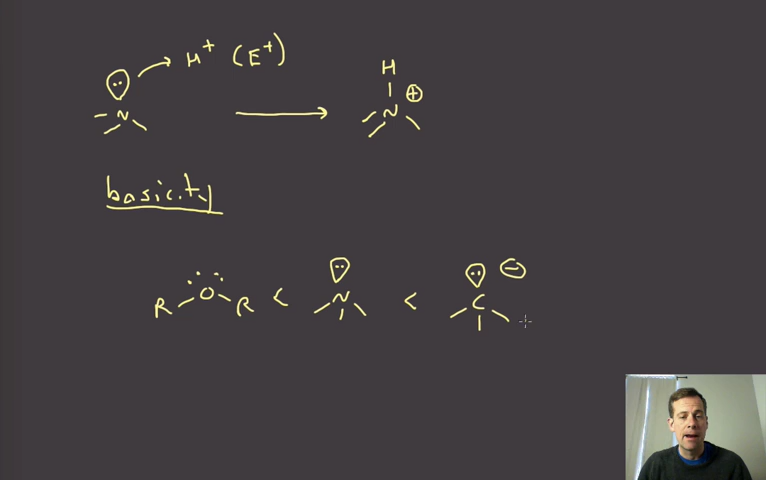 H⁺ (E⁺)
H
N N ⊕
basicity
R O R < N < C ⊖